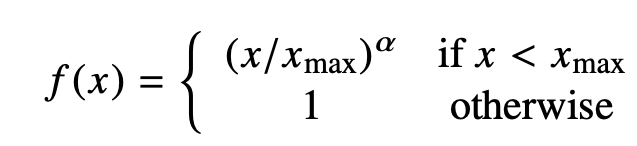 f(x) = { (x/x_max)^α if x < x_max
1 otherwise